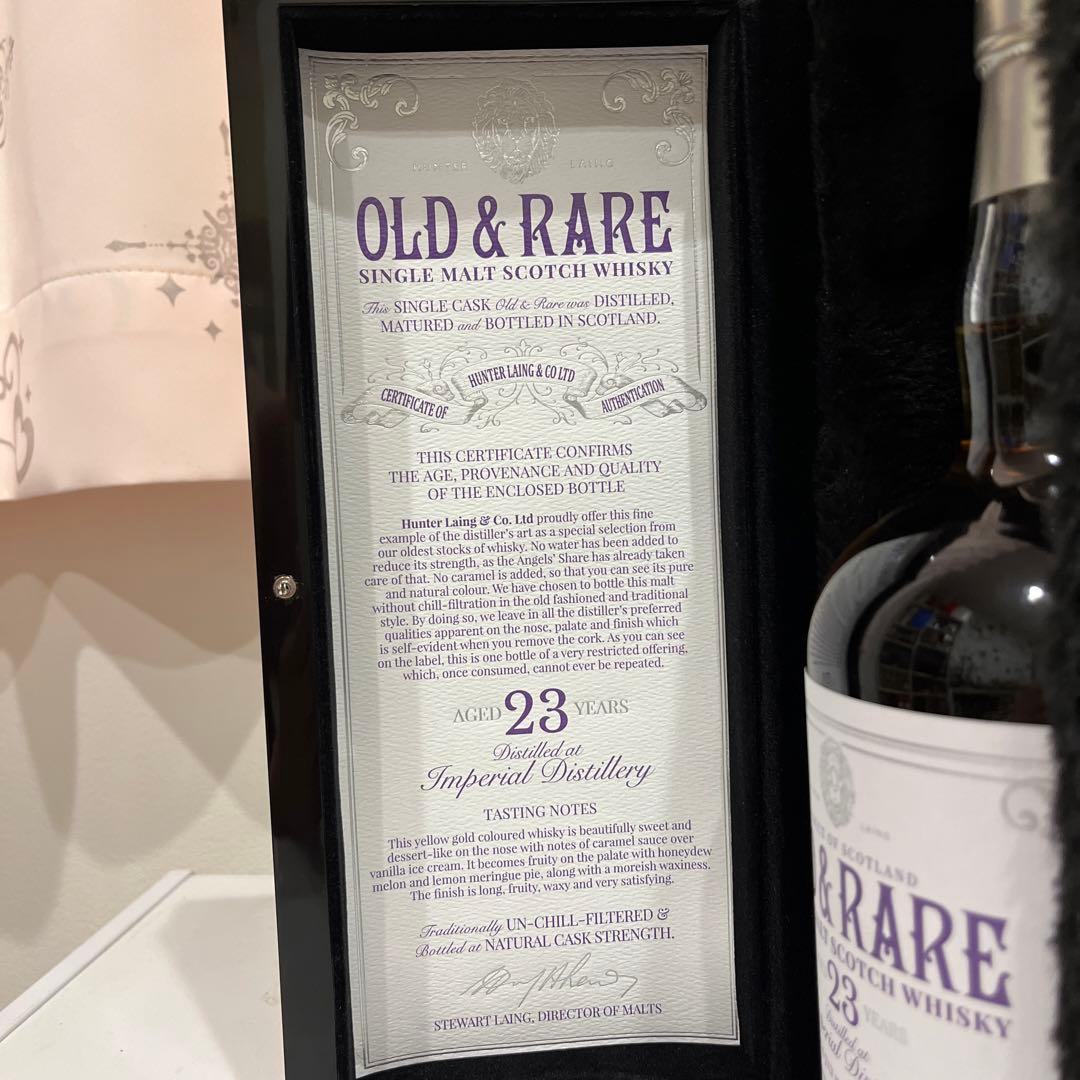 HUNTER LAING
OLD & RARE
SINGLE MALT SCOTCH WHISKY
This SINGLE CASK Old & Rare was DISTILLED,
MATURED and BOTTLED IN SCOTLAND.
CERTIFICATE OF
HUNTER LAING & CO LTD
AUTHENTICATION
THIS CERTIFICATE CONFIRMS
THE AGE, PROVENANCE AND QUALITY
OF THE ENCLOSED BOTTLE
Hunter Laing & Co. Ltd proudly offer this fine
example of the distiller's art as a special selection from
our oldest stocks of whisky. No water has been added to
reduce its strength, as the Angels' Share has already taken
care of that. No caramel is added, so that you can see its pure
and natural colour. We have chosen to bottle this malt
without chill-filtration in the old fashioned and traditional
style. By doing so, we leave in all the distiller's preferred
qualities apparent on the nose, palate and finish which
is self-evident when you remove the cork. As you can see
on the label, this is one bottle of a very restricted offering,
which, once consumed, cannot ever be repeated.
AGED 23 YEARS
Distilled at
Imperial Distillery
TASTING NOTES
This yellow gold coloured whisky is beautifully sweet and
dessert-like on the nose with notes of caramel sauce over
vanilla ice cream. It becomes fruity on the palate with honeydew
melon and lemon meringue pie, along with a moreish waxiness.
The finish is long, fruity, waxy and very satisfying.
Traditionally UN-CHILL-FILTERED &
Bottled at NATURAL CASK STRENGTH.
STEWART LAING, DIRECTOR OF MALTS
LAING
OF SCOTLAND
& RARE
SCOTCH WHISKY
23 YEARS
Distilled at